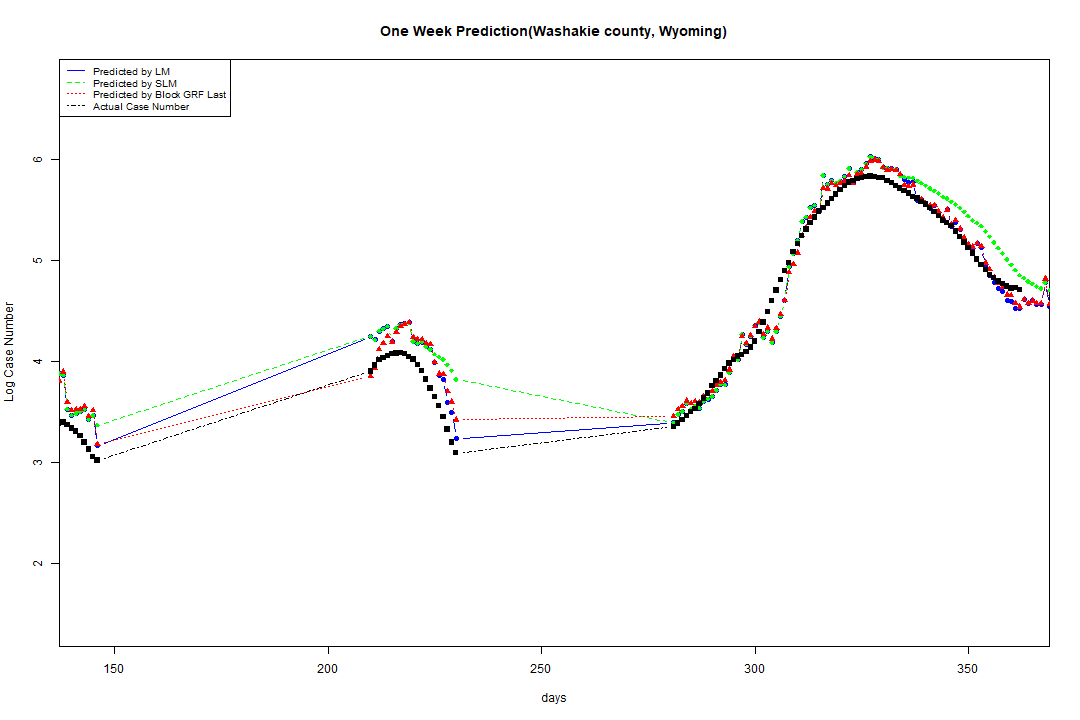 One Week Prediction(Washakie county, Wyoming)
Predicted by LM
Predicted by SLM
Predicted by Block GRF Last
Actual Case Number
Log Case Number
6
5
4
3
2
150 200 250 300 350
days